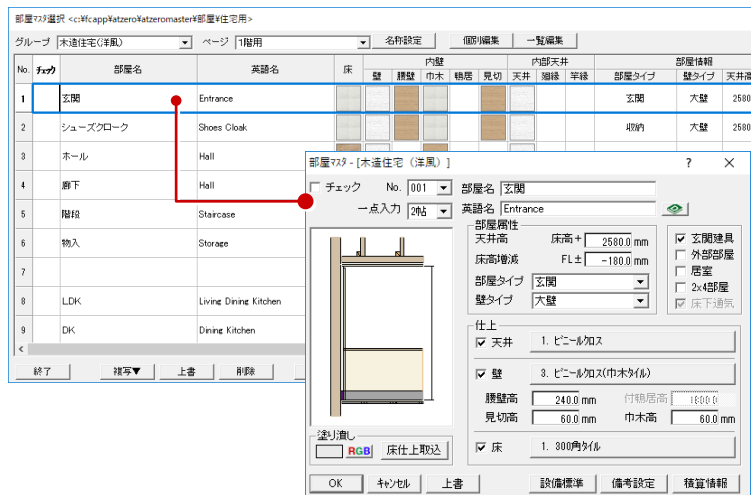 部屋ﾏｽﾀ選択 <c:¥fcapp¥atzero¥atzeromaster¥部屋¥住宅用>
グループ 木造住宅(洋風) ページ 1階用 名称設定 個別編集 一覧編集
No. ﾁｪｯｸ 部屋名 英語名 床 内壁 内部天井 部屋情報
壁 腰壁 巾木 鴨居 見切 天井 廻縁 竿縁 部屋タイプ 壁タイプ 天井高
1 玄関 Entrance 玄関 大壁 2580
2 シューズクローク Shoes Cloak 収納 大壁 2580
3 ホール Hall
4 廊下 Hall
5 階段 Staircase
6 物入 Storage
7
8 LDK Living Dining Kitchen
9 DK Dining Kitchen
終了 複写▼ 上書 削除
部屋ﾏｽﾀ - [木造住宅（洋風）]
チェック No. 001 部屋名 玄関
一点入力 2帖 英語名 Entrance
部屋属性
天井高 床高＋ 2580.0 mm
床高増減 FL± -180.0 mm
部屋タイプ 玄関
壁タイプ 大壁
玄関建具
外部部屋
居室
2x4部屋
床下通気
仕上
天井 1. ﾋﾞﾆｰﾙｸﾛｽ
壁 3. ﾋﾞﾆｰﾙｸﾛｽ(巾木ﾀｲﾙ)
腰壁高 240.0 mm 付鴨居高 1800.0
見切高 60.0 mm 巾木高 60.0 mm
床 1. 300角ﾀｲﾙ
塗り潰し
RGB 床仕上取込
OK ｷｬﾝｾﾙ 上書 設備標準 備考設定 積算情報